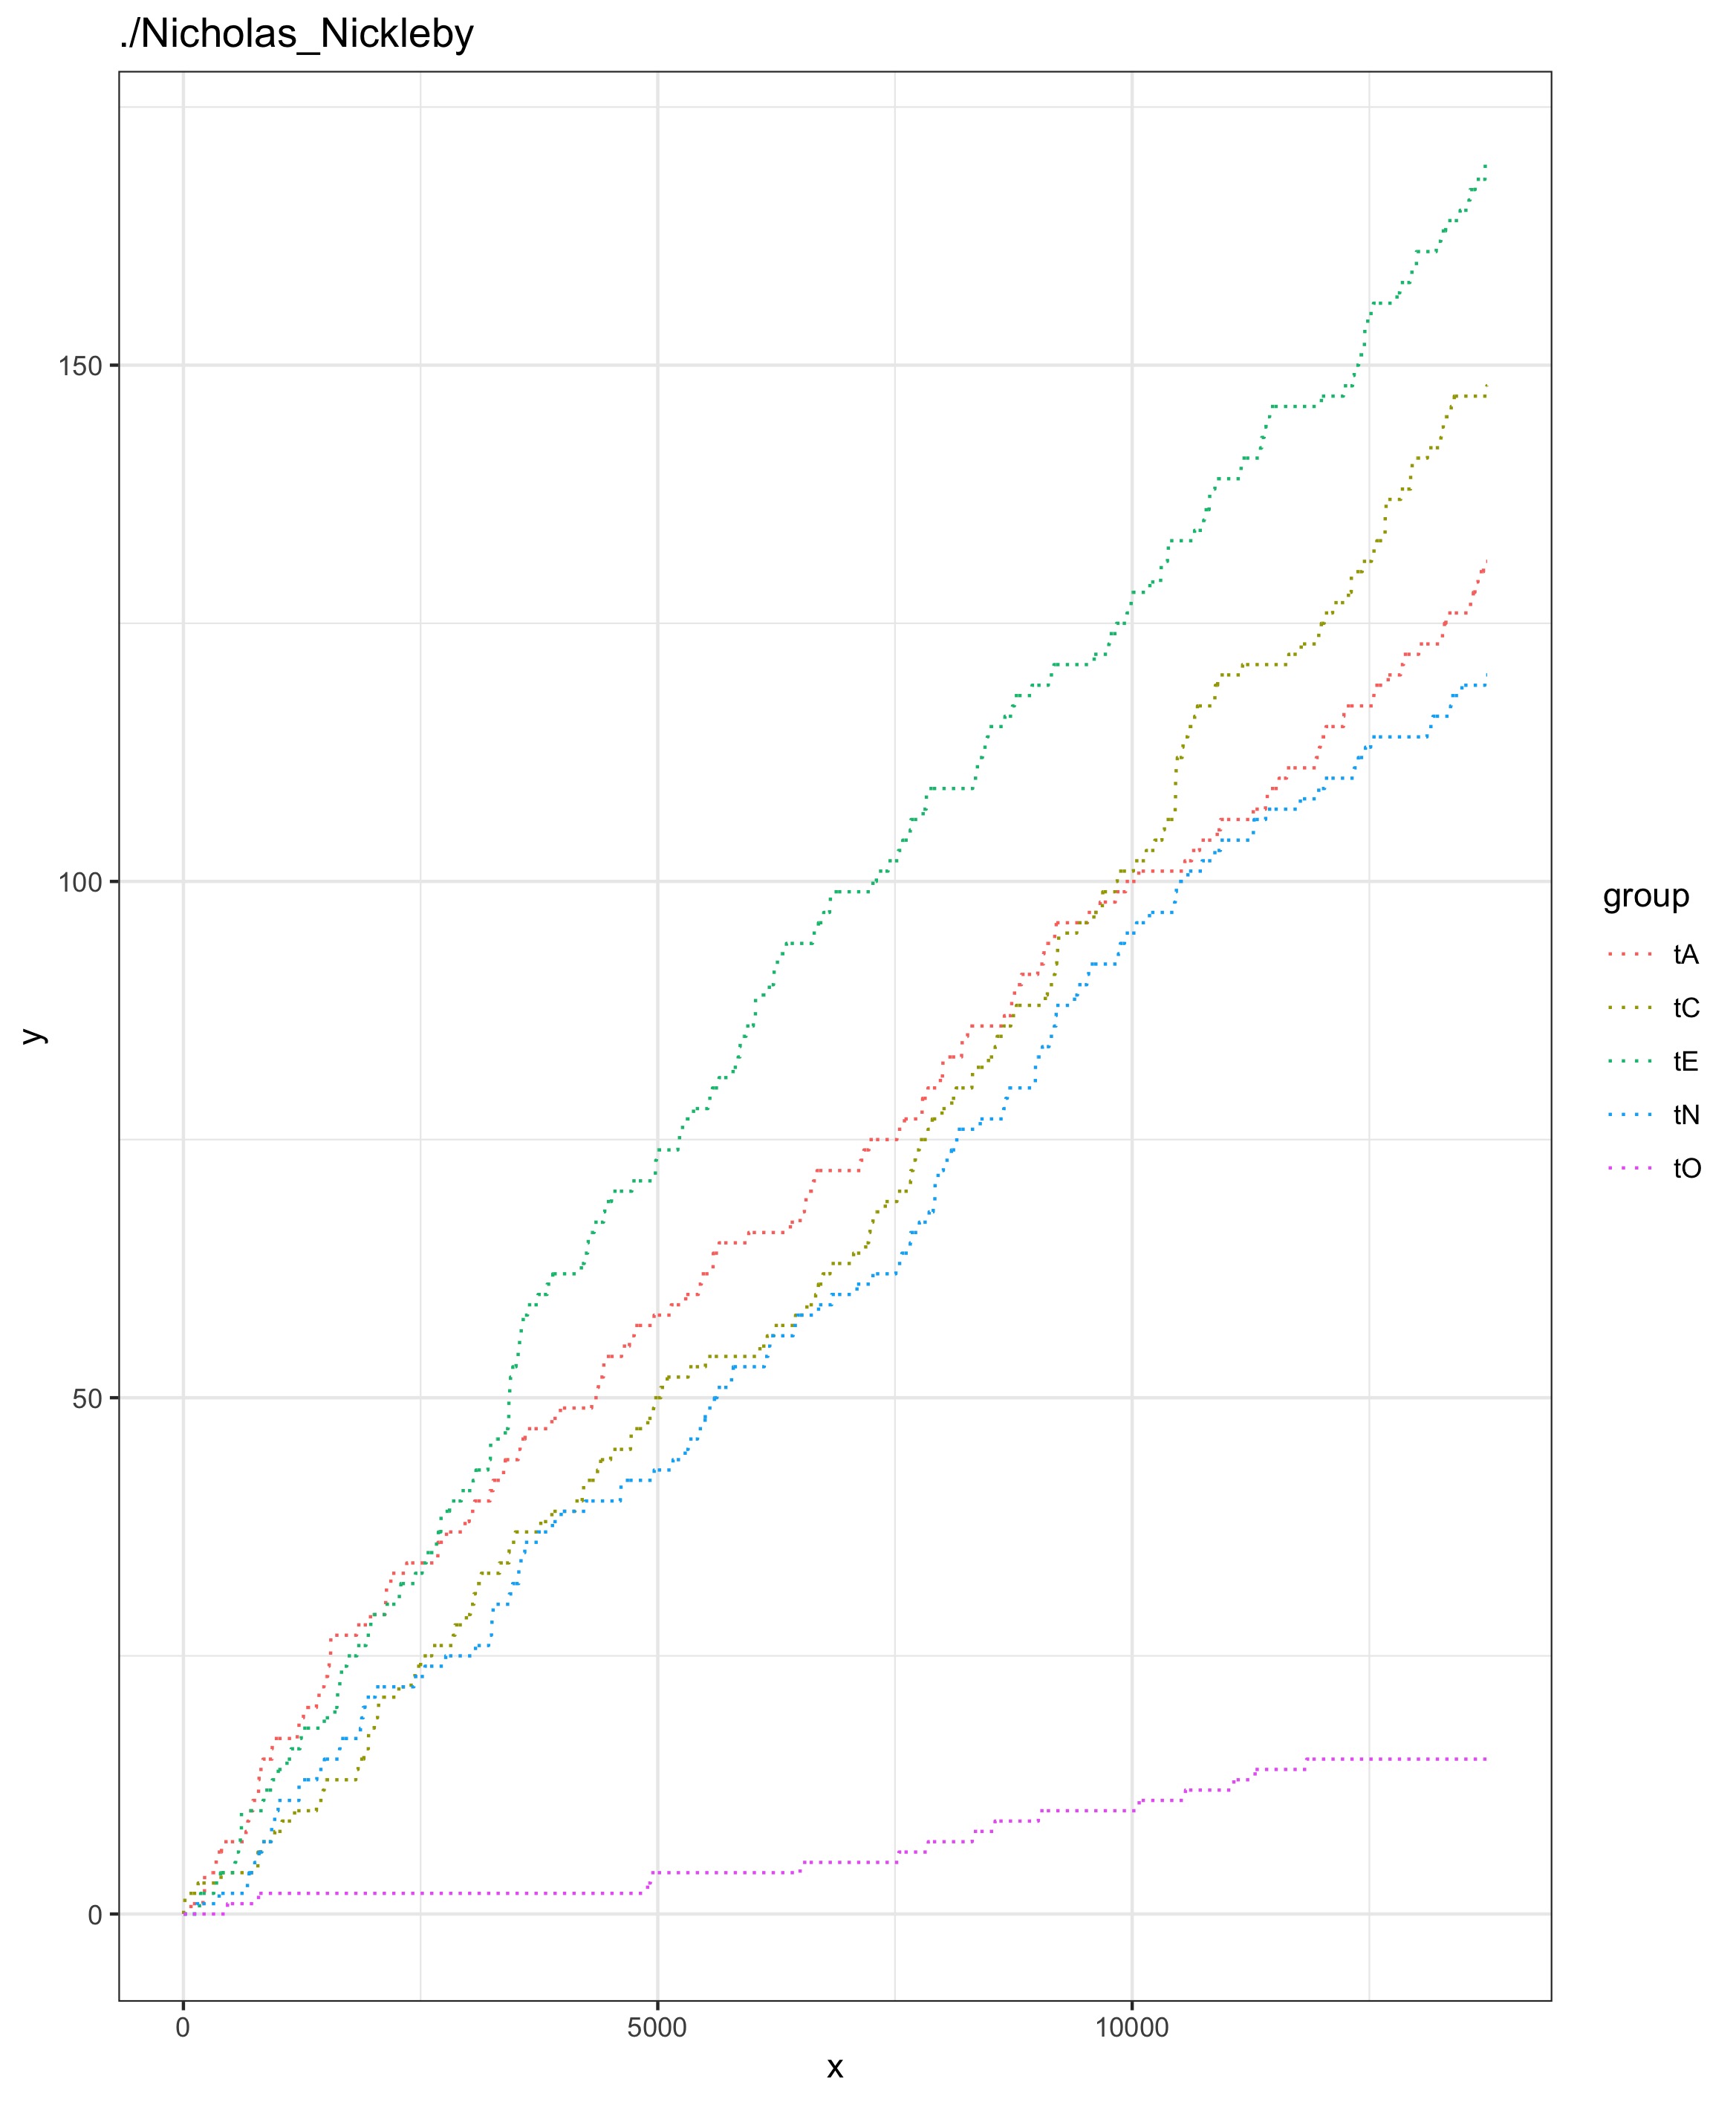 ./Nicholas_Nickleby
150
100
50
0
y
0 5000 10000
x
group
tA
tC
tE
tN
tO